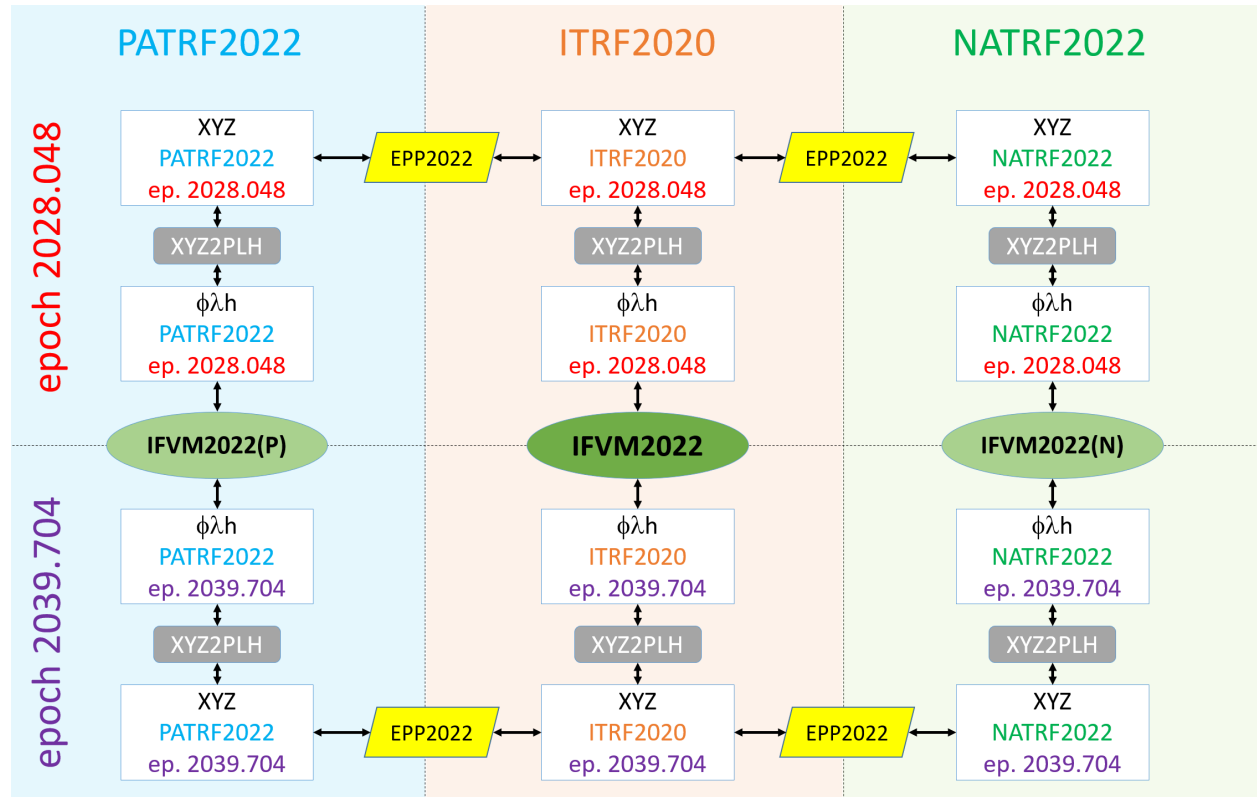 PATRF2022
ITRF2020
NATRF2022
epoch 2028.048
XYZ
PATRF2022
ep. 2028.048
EPP2022
XYZ
ITRF2020
ep. 2028.048
EPP2022
XYZ
NATRF2022
ep. 2028.048
XYZ2PLH
XYZ2PLH
XYZ2PLH
ϕλh
PATRF2022
ep. 2028.048
ϕλh
ITRF2020
ep. 2028.048
ϕλh
NATRF2022
ep. 2028.048
IFVM2022(P)
IFVM2022
IFVM2022(N)
epoch 2039.704
ϕλh
PATRF2022
ep. 2039.704
ϕλh
ITRF2020
ep. 2039.704
ϕλh
NATRF2022
ep. 2039.704
XYZ2PLH
XYZ2PLH
XYZ2PLH
XYZ
PATRF2022
ep. 2039.704
EPP2022
XYZ
ITRF2020
ep. 2039.704
EPP2022
XYZ
NATRF2022
ep. 2039.704